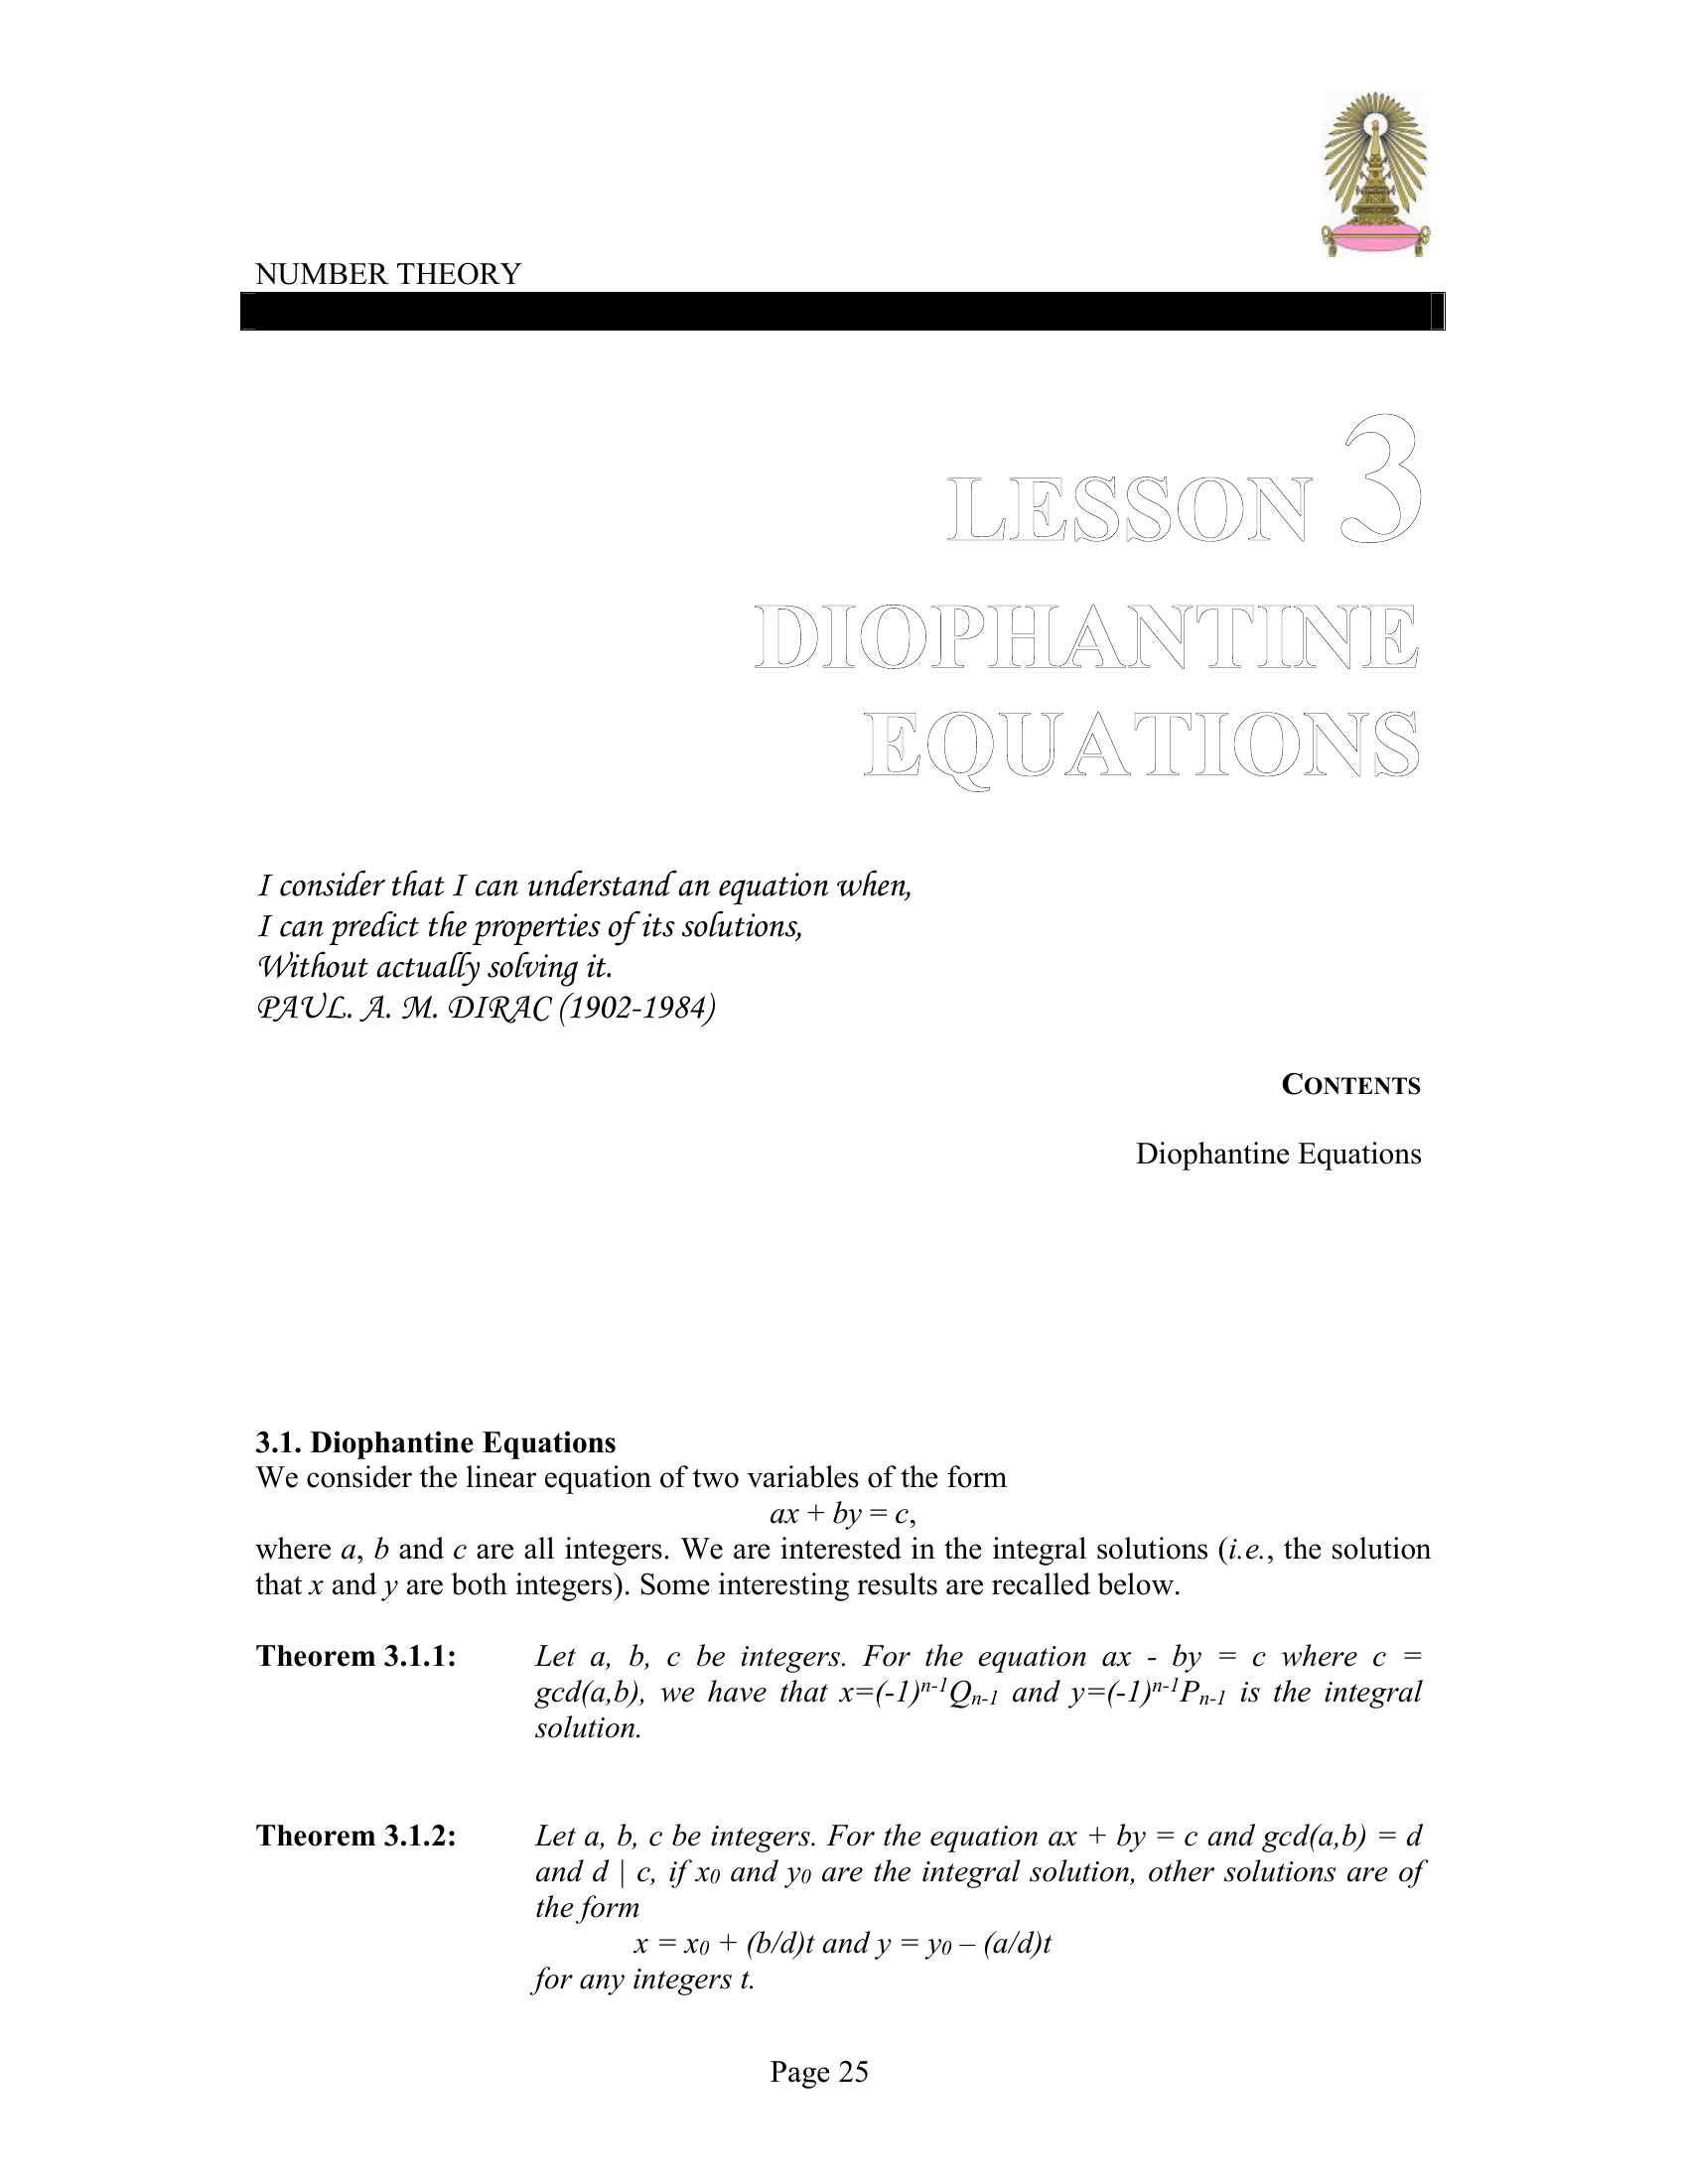 NUMBER THEORY
LESSON 3
DIOPHANTINE
EQUATIONS
I consider that I can understand an equation when,
I can predict the properties of its solutions,
Without actually solving it.
PAUL. A. M. DIRAC (1902-1984)
CONTENTS
Diophantine Equations
3.1. Diophantine Equations
We consider the linear equation of two variables of the form
ax + by = c,
where a, b and c are all integers. We are interested in the integral solutions (i.e., the solution
that x and y are both integers). Some interesting results are recalled below.
Theorem 3.1.1: Let a, b, c be integers. For the equation ax - by = c where c =
gcd(a,b), we have that x=(-1)^{n-1}Q_{n-1} and y=(-1)^{n-1}P_{n-1} is the integral
solution.
Theorem 3.1.2: Let a, b, c be integers. For the equation ax + by = c and gcd(a,b) = d
and d | c, if x₀ and y₀ are the integral solution, other solutions are of
the form
x = x₀ + (b/d)t and y = y₀ – (a/d)t
for any integers t.
Page 25